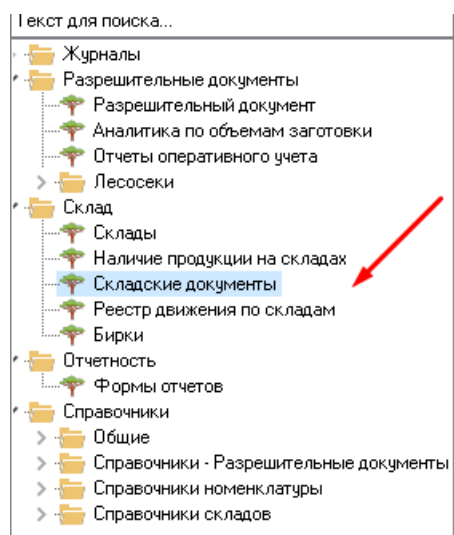 Текст для поиска...
Журналы
Разрешительные документы
Разрешительный документ
Аналитика по объемам заготовки
Отчеты оперативного учета
Лесосеки
Склад
Склады
Наличие продукции на складах
Складские документы
Реестр движения по складам
Бирки
Отчетность
Формы отчетов
Справочники
Общие
Справочники - Разрешительные документы
Справочники номенклатуры
Справочники складов